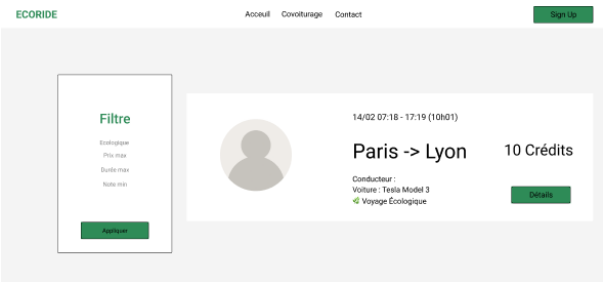 ECORIDE
Acceuil Covoiturage Contact
Sign Up
Filtre
Ecologique
Prix max
Durée max
Note min
Appliquer
14/02 07:18 - 17:19 (10h01)
Paris -> Lyon
10 Crédits
Conducteur :
Voiture : Tesla Model 3
Voyage Écologique
Détails